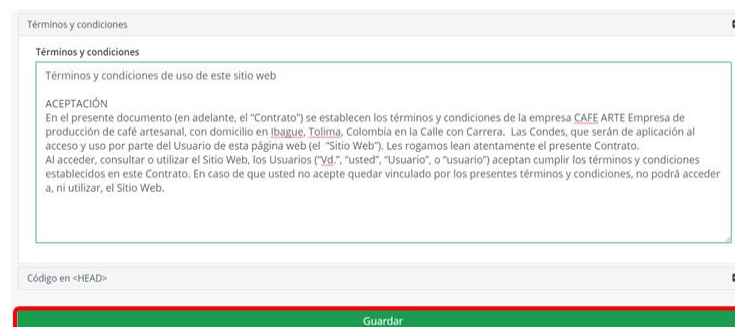 Términos y condiciones
Términos y condiciones
Términos y condiciones de uso de este sitio web
ACEPTACIÓN
En el presente documento (en adelante, el “Contrato”) se establecen los términos y condiciones de la empresa CAFE ARTE Empresa de
producción de café artesanal, con domicilio en Ibague, Tolima, Colombia en la Calle con Carrera.  Las Condes, que serán de aplicación al
acceso y uso por parte del Usuario de esta página web (el  “Sitio Web”). Les rogamos lean atentamente el presente Contrato.
Al acceder, consultar o utilizar el Sitio Web, los Usuarios (“Vd.”, “usted”, “Usuario”, o “usuario”) aceptan cumplir los términos y condiciones
establecidos en este Contrato. En caso de que usted no acepte quedar vinculado por los presentes términos y condiciones, no podrá acceder
a, ni utilizar, el Sitio Web.
Código en <HEAD>
Guardar